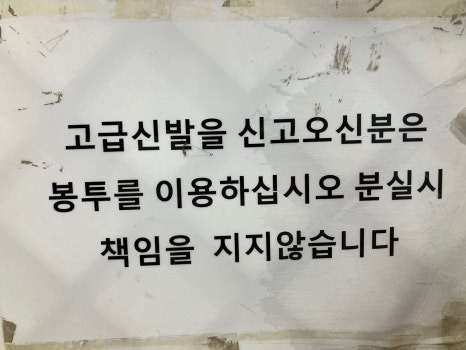 고급신발을 신고오신분은
봉투를 이용하십시오 분실시
책임을 지지않습니다